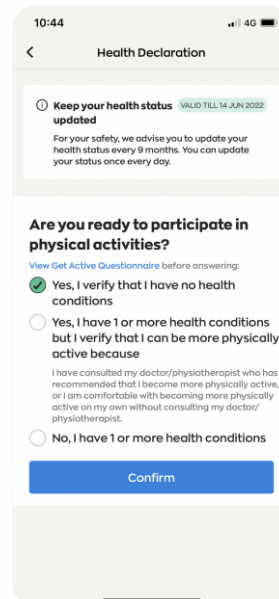 10:44
4G
Health Declaration
Keep your health status VALID TILL 14 JUN 2022
updated
For your safety, we advise you to update your
health status every 9 months. You can update
your status once every day.
Are you ready to participate in
physical activities?
View Get Active Questionnaire before answering:
Yes, I verify that I have no health
conditions
Yes, I have 1 or more health conditions
but I verify that I can be more physically
active because
I have consulted my doctor/physiotherapist who has
recommended that I become more physically active,
or I am comfortable with becoming more physically
active on my own without consulting my doctor/
physiotherapist.
No, I have 1 or more health conditions
Confirm